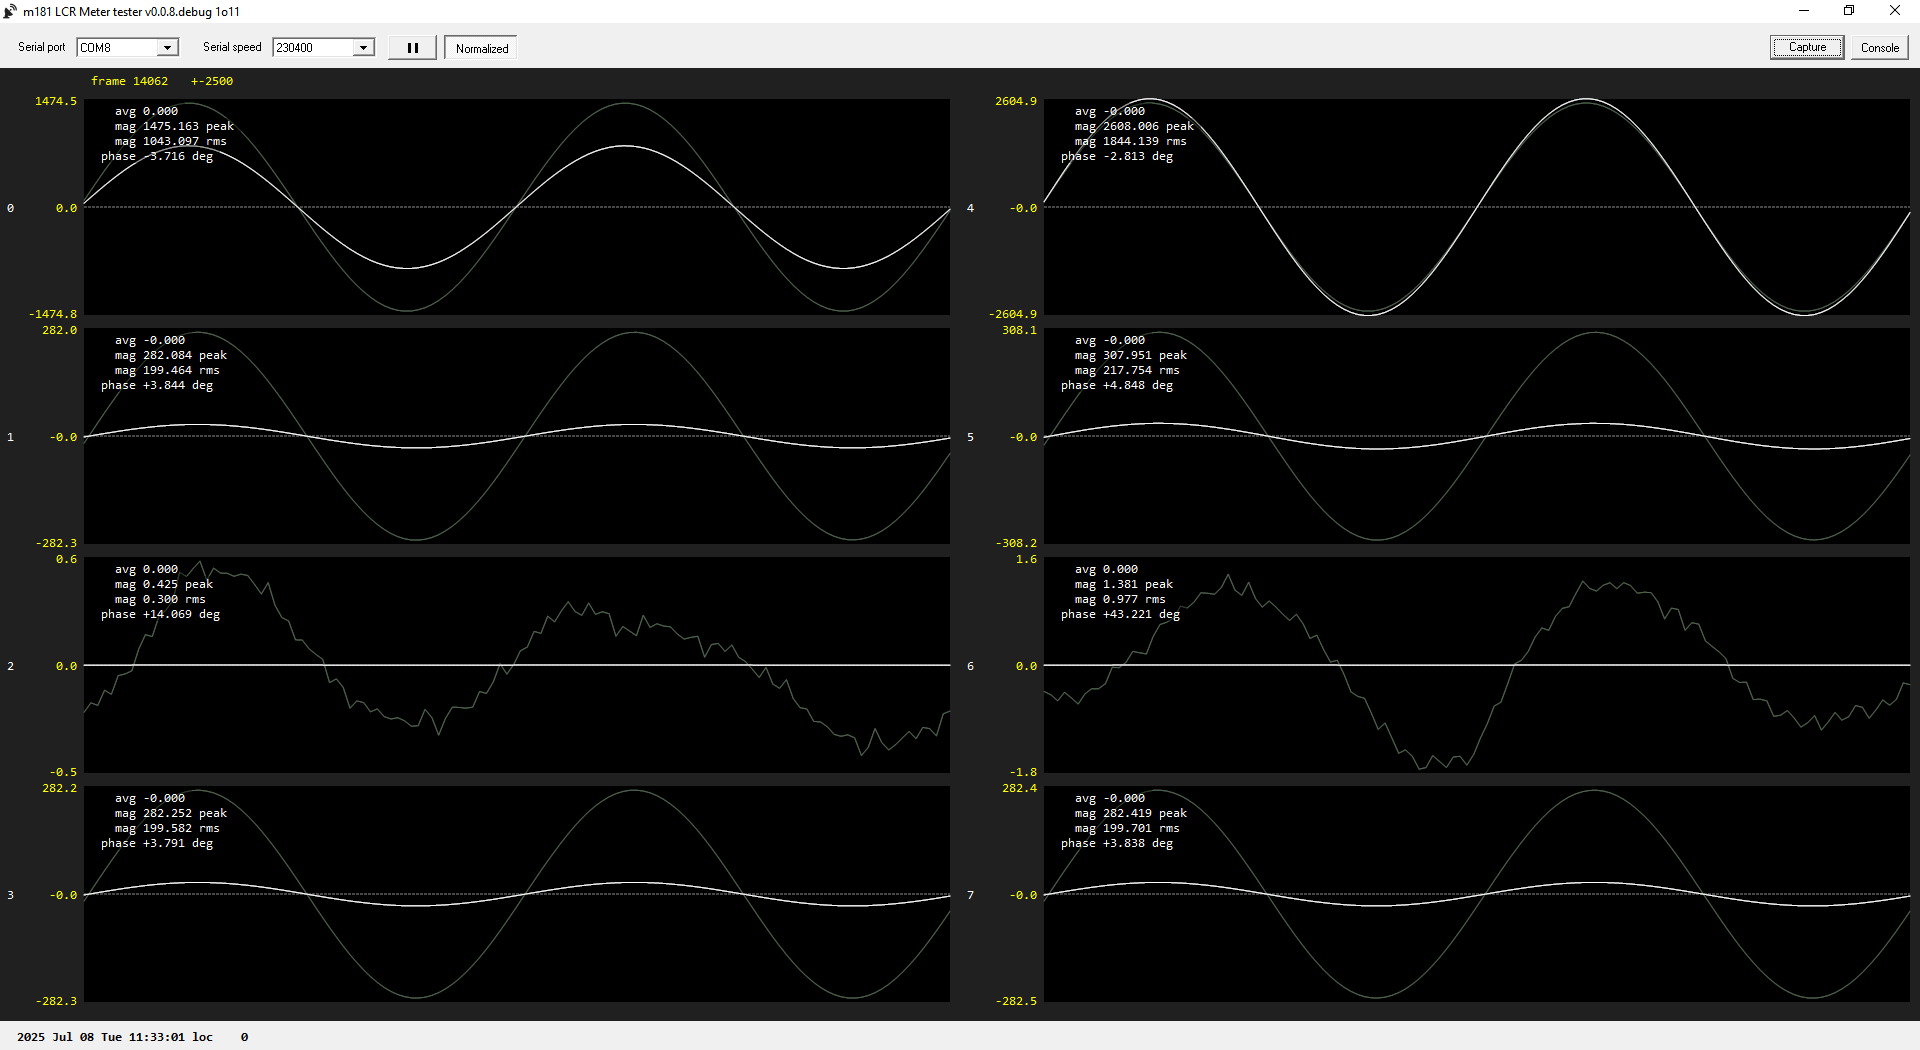 m181 LCR Meter tester v0.0.8.debug 1o11
Serial port COM8 Serial speed 230400 Normalized Capture Console
frame 14062 +-2500
1474.5
avg 0.000
mag 1475.163 peak
mag 1043.097 rms
phase -3.716 deg
0 0.0
-1474.8
282.0
avg -0.000
mag 282.084 peak
mag 199.464 rms
phase +3.844 deg
1 -0.0
-282.3
0.6
avg 0.000
mag 0.425 peak
mag 0.300 rms
phase +14.069 deg
2 0.0
-0.5
282.2
avg -0.000
mag 282.252 peak
mag 199.582 rms
phase +3.791 deg
3 -0.0
-282.3
2604.9
avg -0.000
mag 2608.006 peak
mag 1844.139 rms
phase -2.813 deg
4 -0.0
-2604.9
308.1
avg -0.000
mag 307.951 peak
mag 217.754 rms
phase +4.848 deg
5 -0.0
-308.2
1.6
avg 0.000
mag 1.381 peak
mag 0.977 rms
phase +43.221 deg
6 0.0
-1.8
282.4
avg -0.000
mag 282.419 peak
mag 199.701 rms
phase +3.838 deg
7 -0.0
-282.5
2025 Jul 08 Tue 11:33:01 loc 0